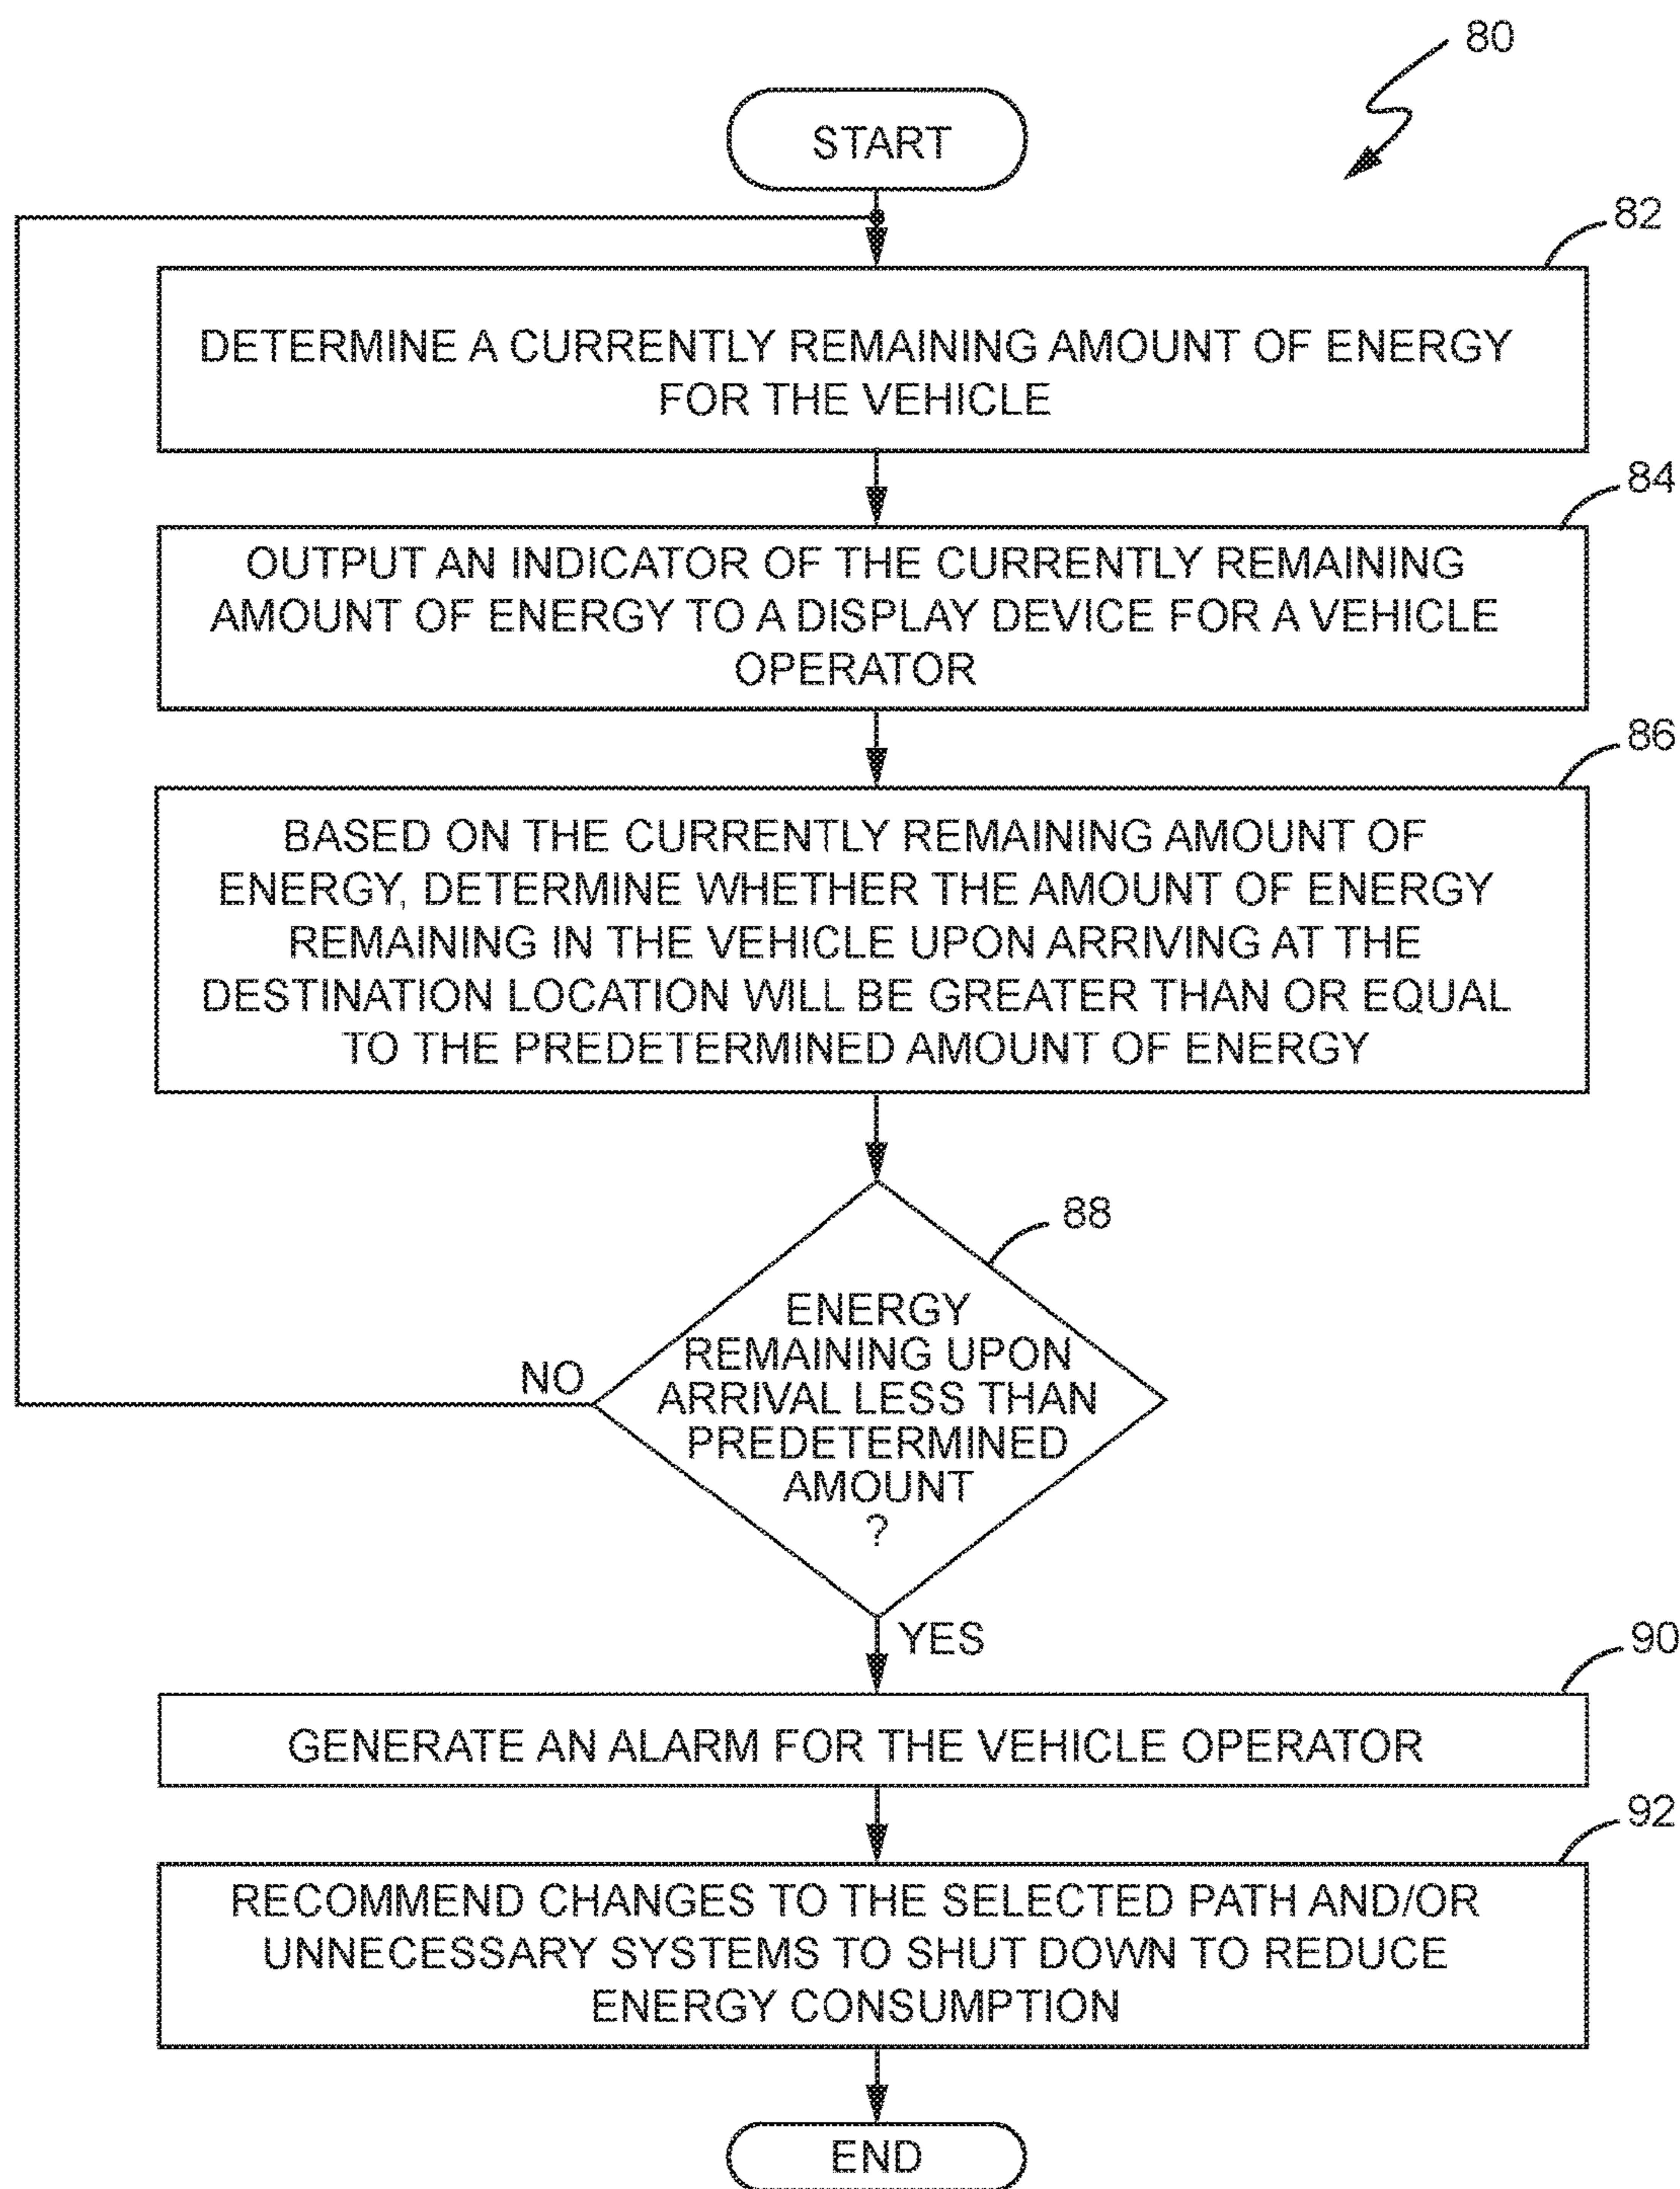 80
START
82
DETERMINE A CURRENTLY REMAINING AMOUNT OF ENERGY
FOR THE VEHICLE
84
OUTPUT AN INDICATOR OF THE CURRENTLY REMAINING
AMOUNT OF ENERGY TO A DISPLAY DEVICE FOR A VEHICLE
OPERATOR
86
BASED ON THE CURRENTLY REMAINING AMOUNT OF
ENERGY, DETERMINE WHETHER THE AMOUNT OF ENERGY
REMAINING IN THE VEHICLE UPON ARRIVING AT THE
DESTINATION LOCATION WILL BE GREATER THAN OR EQUAL
TO THE PREDETERMINED AMOUNT OF ENERGY
88
ENERGY
REMAINING UPON
ARRIVAL LESS THAN
PREDETERMINED
AMOUNT
?
NO
YES
90
GENERATE AN ALARM FOR THE VEHICLE OPERATOR
92
RECOMMEND CHANGES TO THE SELECTED PATH AND/OR
UNNECESSARY SYSTEMS TO SHUT DOWN TO REDUCE
ENERGY CONSUMPTION
END